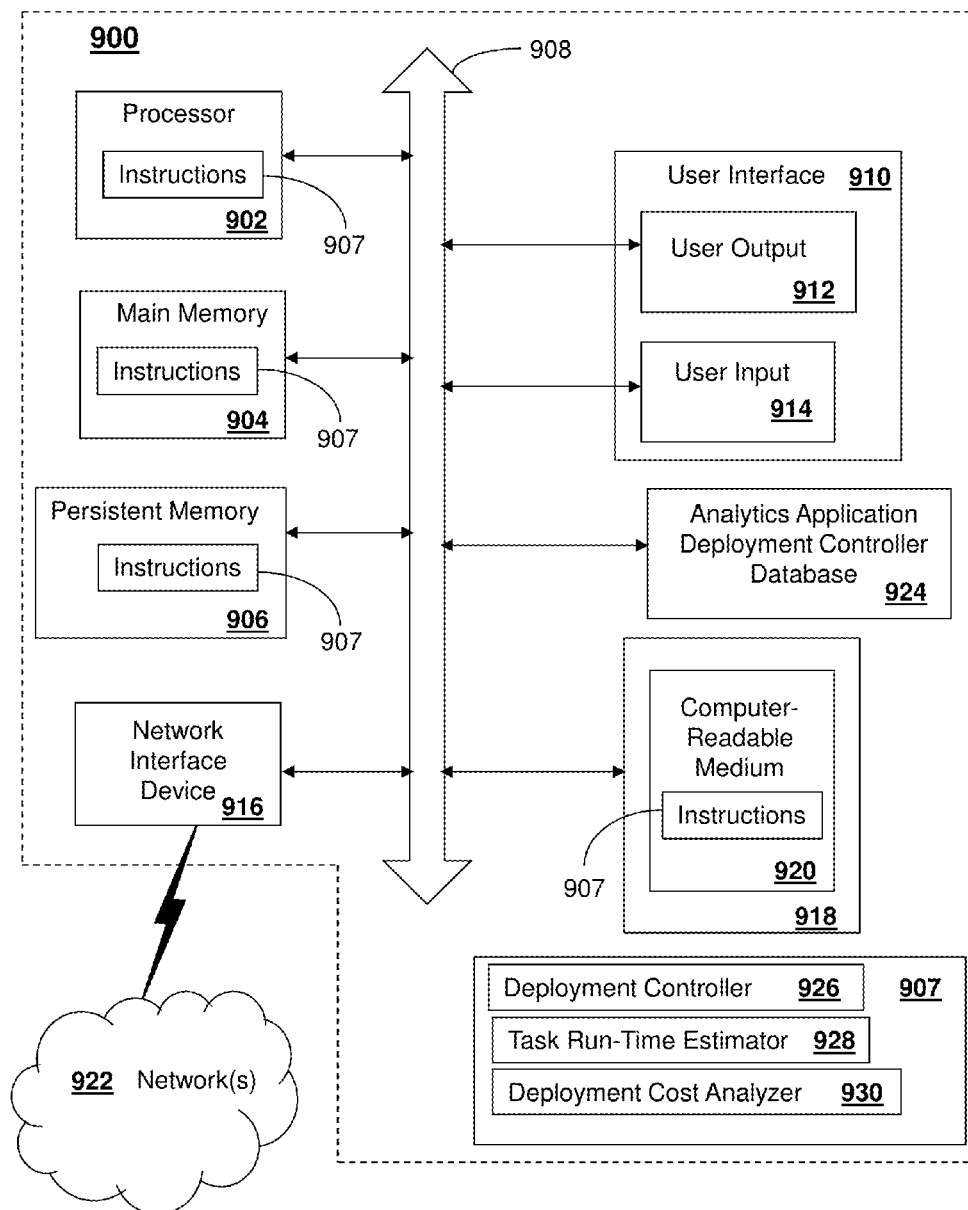 900
908
Processor
Instructions
902
907
Main Memory
Instructions
904
907
Persistent Memory
Instructions
906
907
Network
Interface
Device
916
922 Network(s)
User Interface 910
User Output
912
User Input
914
Analytics Application
Deployment Controller
Database
924
Computer-
Readable
Medium
Instructions
907
920
918
Deployment Controller 926
907
Task Run-Time Estimator 928
Deployment Cost Analyzer 930